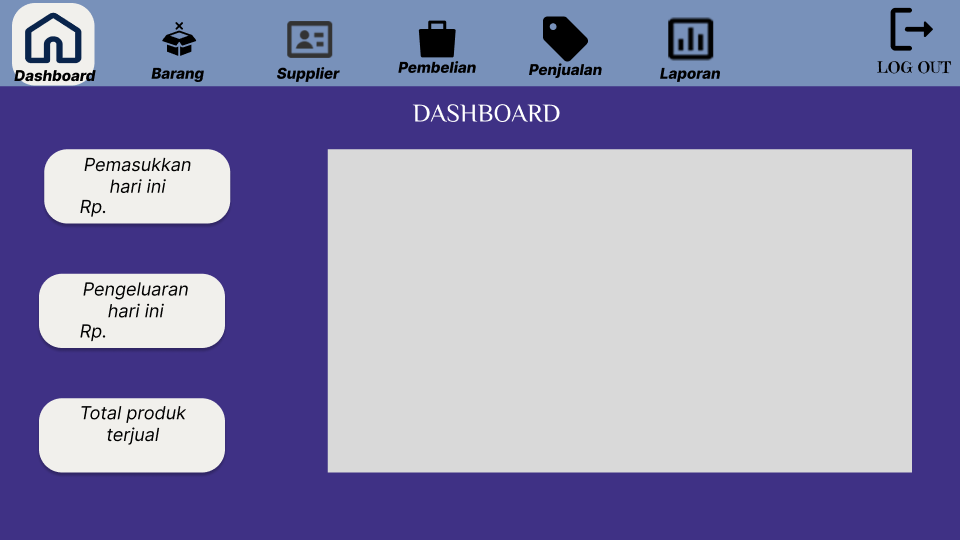 Dashboard
Barang
Supplier
Pembelian
Penjualan
Laporan
LOG OUT
DASHBOARD
Pemasukkan
hari ini
Rp.
Pengeluaran
hari ini
Rp.
Total produk
terjual